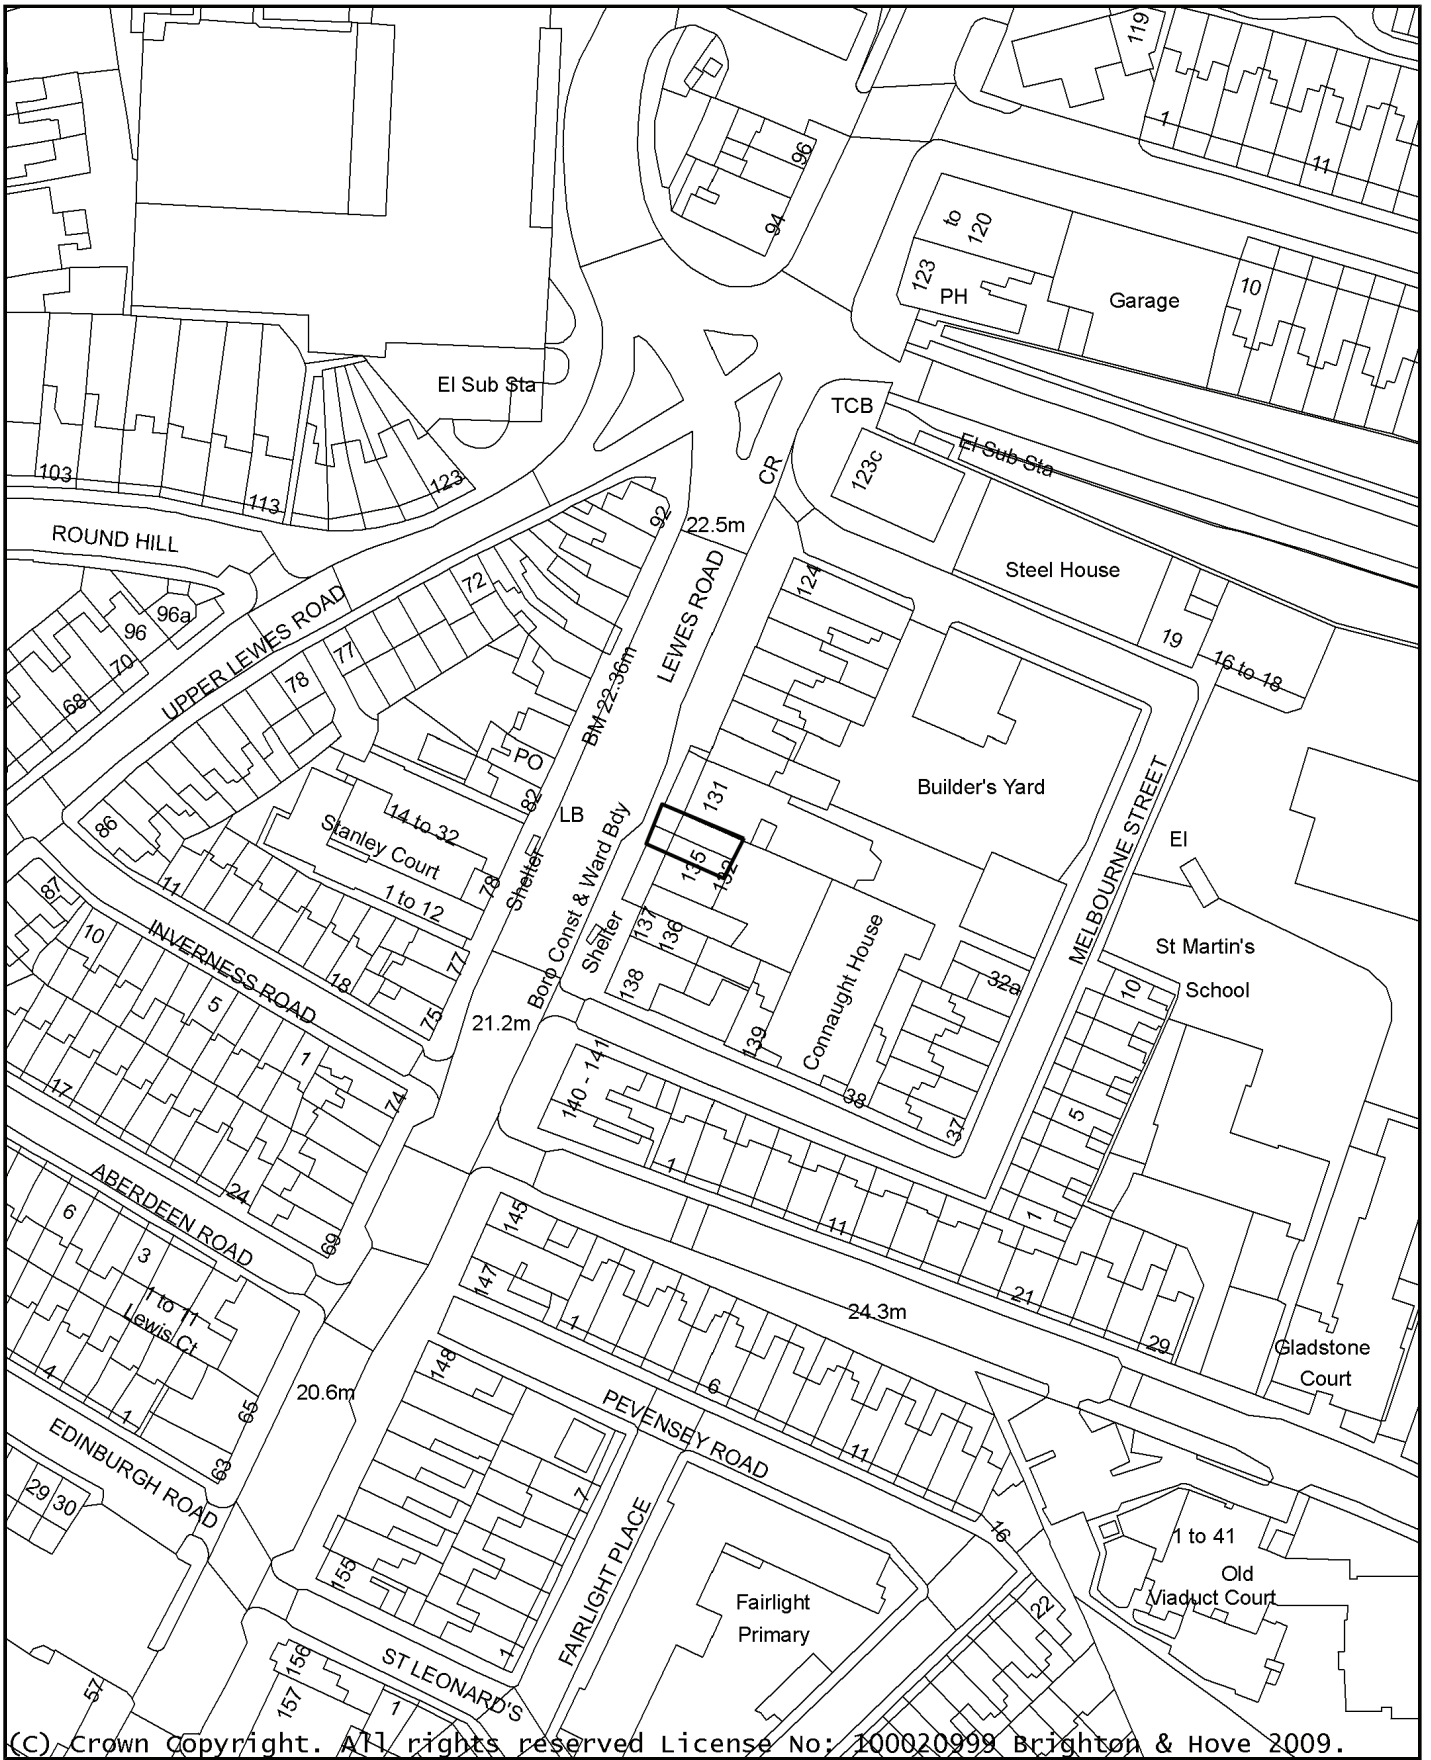 119
1
11
96
94
to
120
123
PH
Garage
10
El Sub Sta
TCB
El Sub Sta
CR
123c
103
113
123
92
22.5m
ROUND HILL
72
124
Steel House
LEWES ROAD
96a
96
70
68
UPPER LEWES ROAD
77
78
19
16 to 18
BM 22.36m
PO
82
131
Builder's Yard
MELBOURNE STREET
LB
86
14 to 32
Stanley Court
1 to 12
78
Shelter
Boro Const & Ward Bdy
135
132
El
87
11
10
INVERNESS ROAD
18
77
75
5
1
Shelter
137
136
138
139
Connaught House
32a
St Martin's
School
10
21.2m
17
74
140 - 141
38
37
5
1
ABERDEEN ROAD
24
69
6
3
1 to 11
Lewis Ct
1
11
21
29
145
147
1
24.3m
Gladstone
Court
4
1
65
63
20.6m
148
PEVENSEY ROAD
6
11
16
EDINBURGH ROAD
29
30
7
155
1
FAIRLIGHT PLACE
Fairlight
Primary
1 to 41
Old
Viaduct Court
22
57
156
157
1
ST LEONARD'S
(c) Crown Copyright. All rights reserved License No: 100020999 Brighton & Hove 2009.